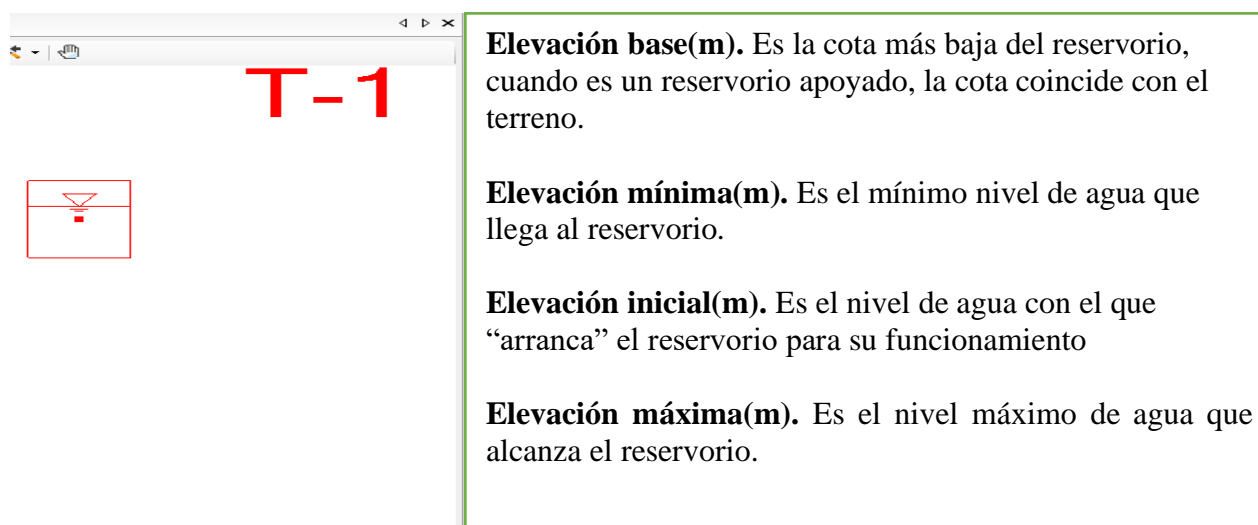 T-1
Elevación base(m). Es la cota más baja del reservorio,
cuando es un reservorio apoyado, la cota coincide con el
terreno.
Elevación mínima(m). Es el mínimo nivel de agua que
llega al reservorio.
Elevación inicial(m). Es el nivel de agua con el que
“arranca” el reservorio para su funcionamiento
Elevación máxima(m). Es el nivel máximo de agua que
alcanza el reservorio.